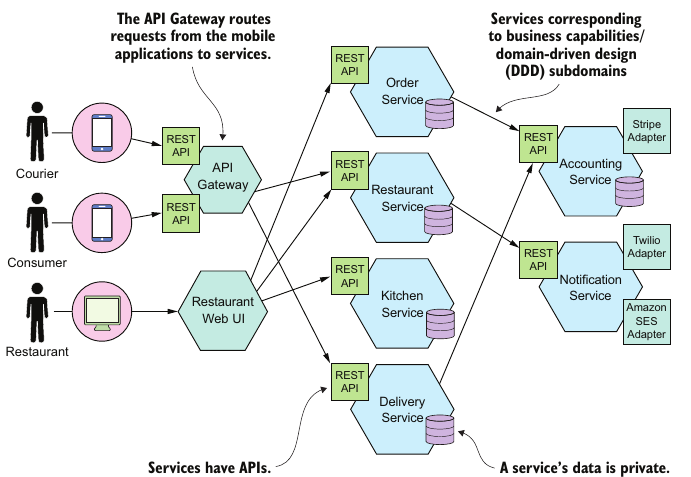 The API Gateway routes
requests from the mobile
applications to services.
Services corresponding
to business capabilities/
domain-driven design
(DDD) subdomains
REST
API
Order
Service
Stripe
Adapter
REST
API
Accounting
Service
Courier
REST
API
API
Gateway
REST
API
REST
API
Restaurant
Service
Consumer
Twilio
Adapter
REST
API
Notification
Service
Amazon
SES
Adapter
Restaurant
Restaurant
Web UI
REST
API
Kitchen
Service
REST
API
Delivery
Service
Services have APIs.
A service's data is private.